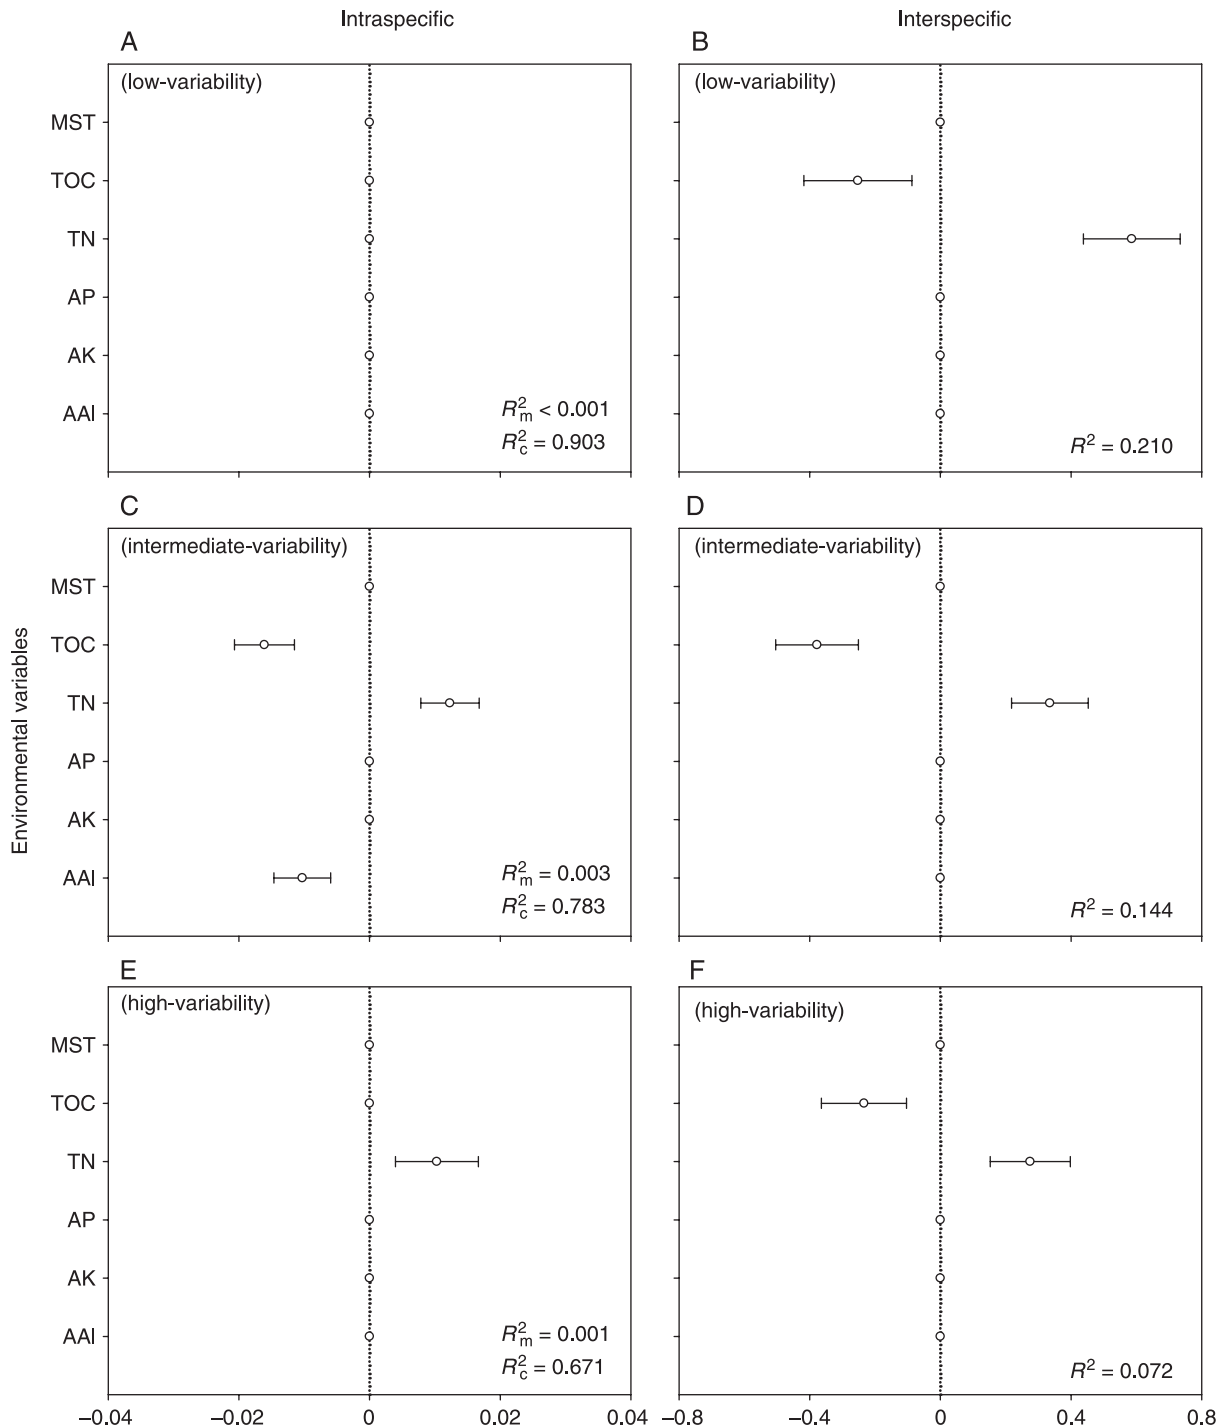 Intraspecific
Interspecific
A
B
(low-variability)
(low-variability)
MST
TOC
TN
AP
AK
AAI
R²m < 0.001
R²c = 0.903
R² = 0.210
C
D
(intermediate-variability)
(intermediate-variability)
MST
TOC
TN
AP
AK
AAI
R²m = 0.003
R²c = 0.783
R² = 0.144
Environmental variables
E
F
(high-variability)
(high-variability)
MST
TOC
TN
AP
AK
AAI
R²m = 0.001
R²c = 0.671
R² = 0.072
−0.04 −0.02 0 0.02 0.04
−0.8 −0.4 0 0.4 0.8